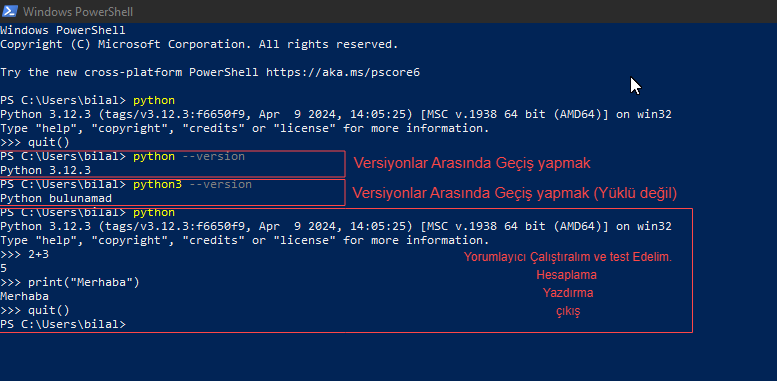 Windows PowerShell
Windows PowerShell
Copyright (C) Microsoft Corporation. All rights reserved.
Try the new cross-platform PowerShell https://aka.ms/pscore6
PS C:\Users\bilal> python
Python 3.12.3 (tags/v3.12.3:f6650f9, Apr  9 2024, 14:05:25) [MSC v.1938 64 bit (AMD64)] on win32
Type "help", "copyright", "credits" or "license" for more information.
>>> quit()
PS C:\Users\bilal> python --version
Python 3.12.3
Versiyonlar Arasında Geçiş yapmak
PS C:\Users\bilal> python3 --version
Python bulunamad
Versiyonlar Arasında Geçiş yapmak (Yüklü değil)
PS C:\Users\bilal> python
Python 3.12.3 (tags/v3.12.3:f6650f9, Apr  9 2024, 14:05:25) [MSC v.1938 64 bit (AMD64)] on win32
Type "help", "copyright", "credits" or "license" for more information.
>>> 2+3
5
>>> print("Merhaba")
Merhaba
>>> quit()
PS C:\Users\bilal>
Yorumlayıcı Çalıştıralım ve test Edelim.
Hesaplama
Yazdırma
çıkış